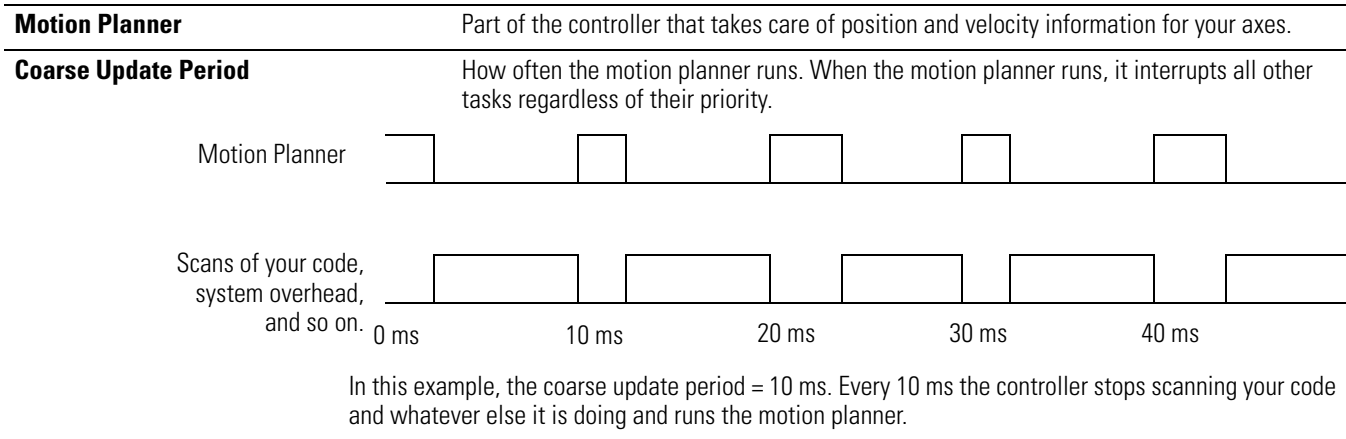 Motion Planner
Part of the controller that takes care of position and velocity information for your axes.
Coarse Update Period
How often the motion planner runs. When the motion planner runs, it interrupts all other
tasks regardless of their priority.
Motion Planner
Scans of your code,
system overhead,
and so on.
0 ms
10 ms
20 ms
30 ms
40 ms
In this example, the coarse update period = 10 ms. Every 10 ms the controller stops scanning your code
and whatever else it is doing and runs the motion planner.